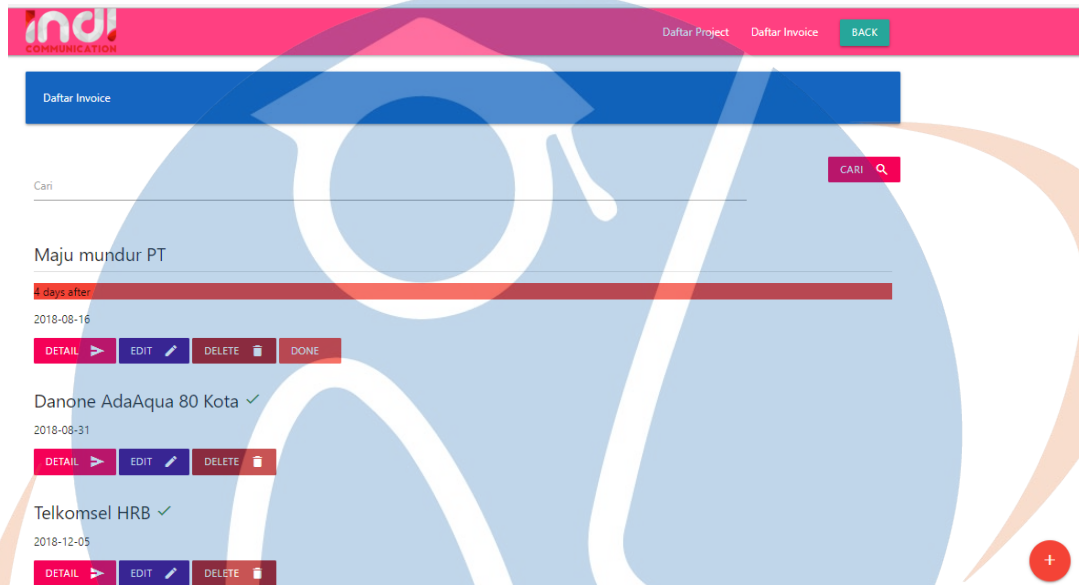 indi
COMMUNICATION
Daftar Project Daftar Invoice BACK
Daftar Invoice
CARI
Cari
Maju mundur PT
4 days after
2018-08-16
DETAIL EDIT DELETE DONE
Danone AdaAqua 80 Kota
2018-08-31
DETAIL EDIT DELETE
Telkomsel HRB
2018-12-05
DETAIL EDIT DELETE